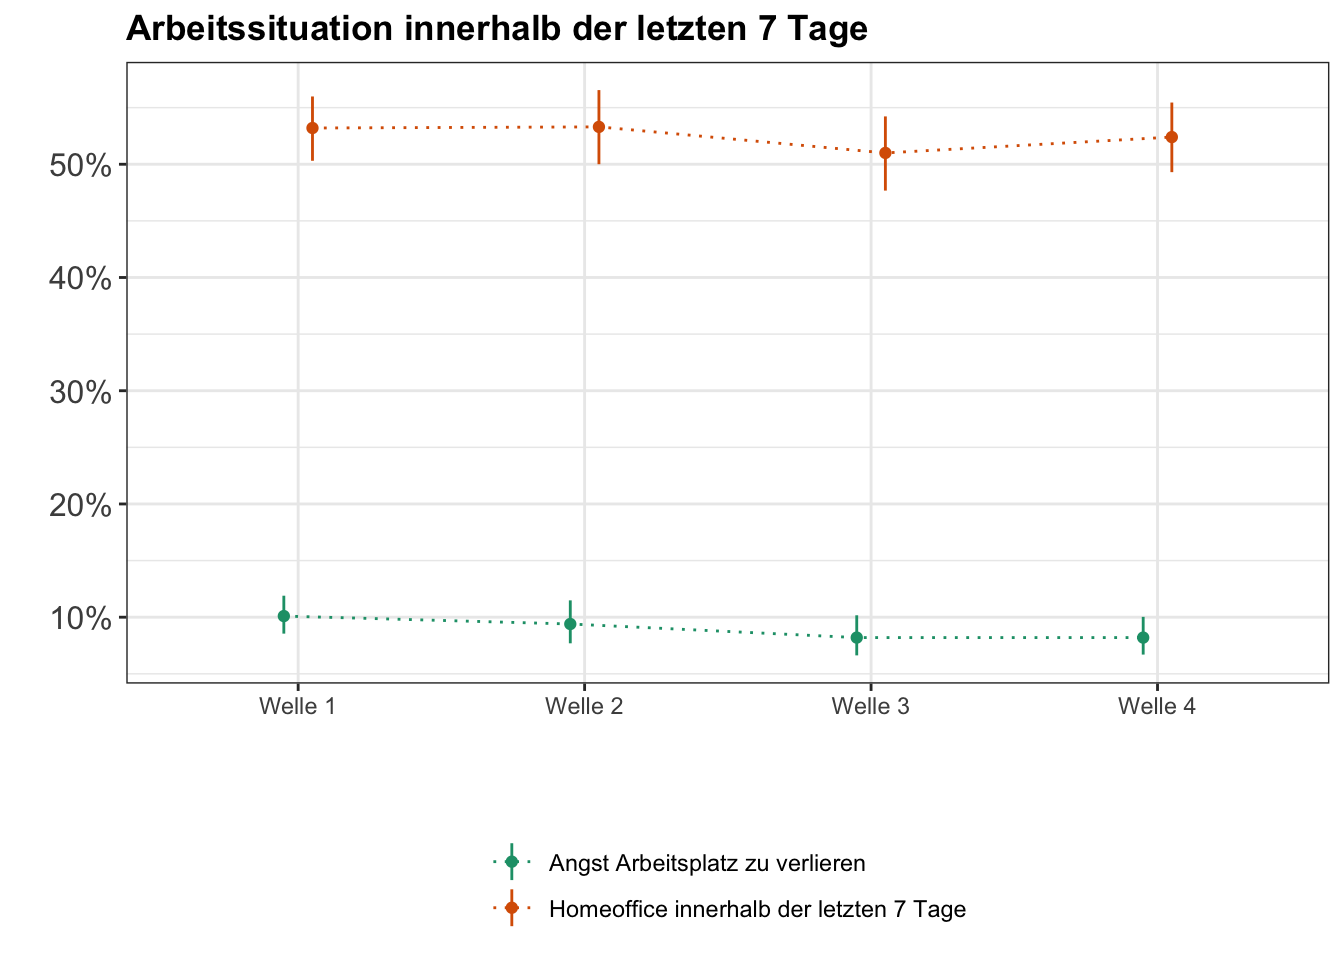 Arbeitssituation innerhalb der letzten 7 Tage
50%
40%
30%
20%
10%
Welle 1 Welle 2 Welle 3 Welle 4
Angst Arbeitsplatz zu verlieren
Homeoffice innerhalb der letzten 7 Tage